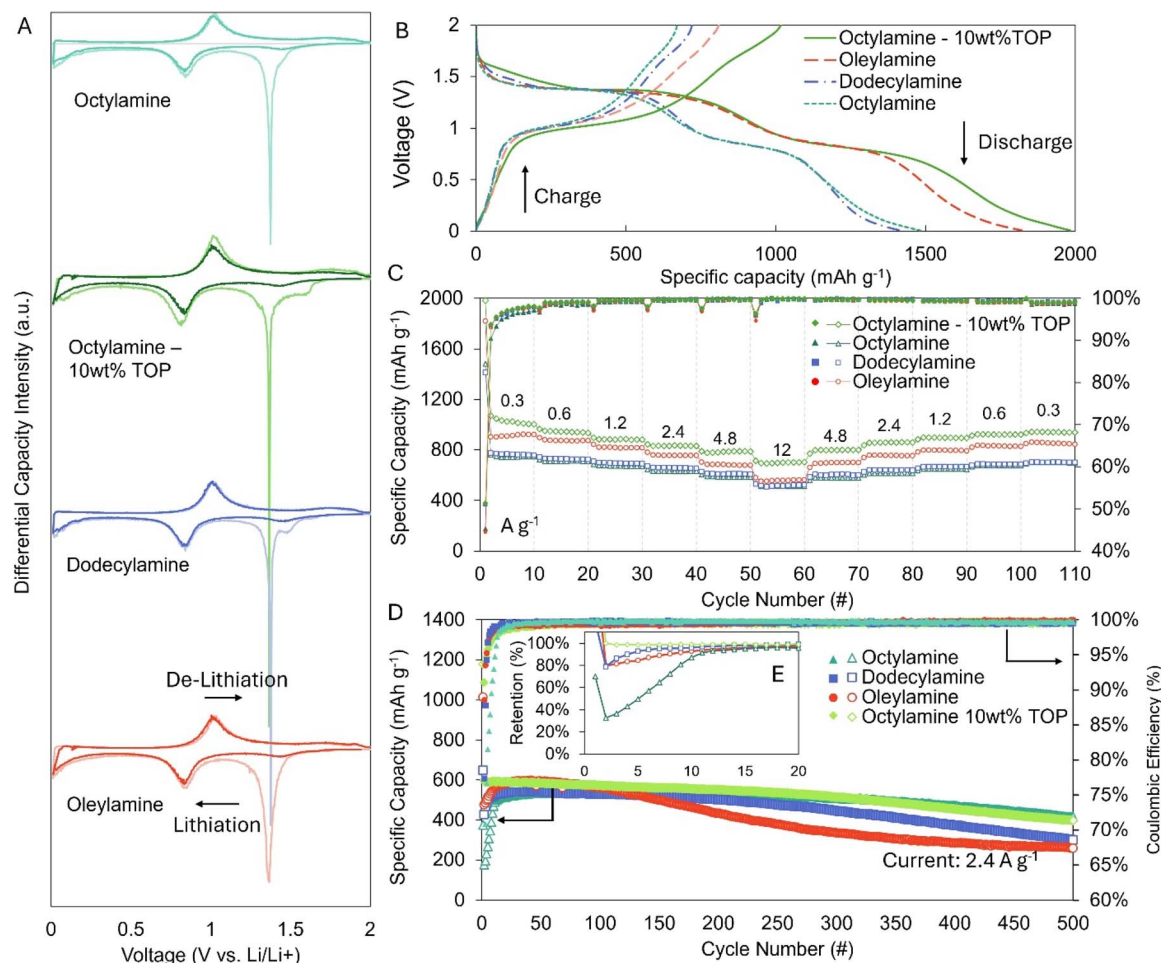 A
Differential Capacity Intensity (a.u.)
Octylamine
Octylamine –
10wt% TOP
Dodecylamine
De-Lithiation
Oleylamine
Lithiation
0
0.5
1
1.5
2
Voltage (V vs. Li/Li+)
B
Voltage (V)
2
1.5
1
0.5
0
Octylamine - 10wt%TOP
Oleylamine
Dodecylamine
Octylamine
Discharge
Charge
0
500
1000
1500
2000
Specific capacity (mAh g⁻¹)
C
Specific Capacity (mAh g⁻¹)
2000
1600
1200
800
400
0
100%
90%
80%
70%
60%
50%
40%
Octylamine - 10wt% TOP
Octylamine
Dodecylamine
Oleylamine
0.3
0.6
1.2
2.4
4.8
12
4.8
2.4
1.2
0.6
0.3
A g⁻¹
0 10 20 30 40 50 60 70 80 90 100 110
Cycle Number (#)
D
Specific Capacity (mAh g⁻¹)
1400
1200
1000
800
600
400
200
0
Retention (%)
100%
80%
60%
40%
20%
0%
E
0 5 10 15 20
Octylamine
Dodecylamine
Oleylamine
Octylamine 10wt% TOP
Current: 2.4 A g⁻¹
100%
95%
90%
85%
80%
75%
70%
65%
60%
Coulombic Efficiency (%)
0 50 100 150 200 250 300 350 400 450 500
Cycle Number (#)